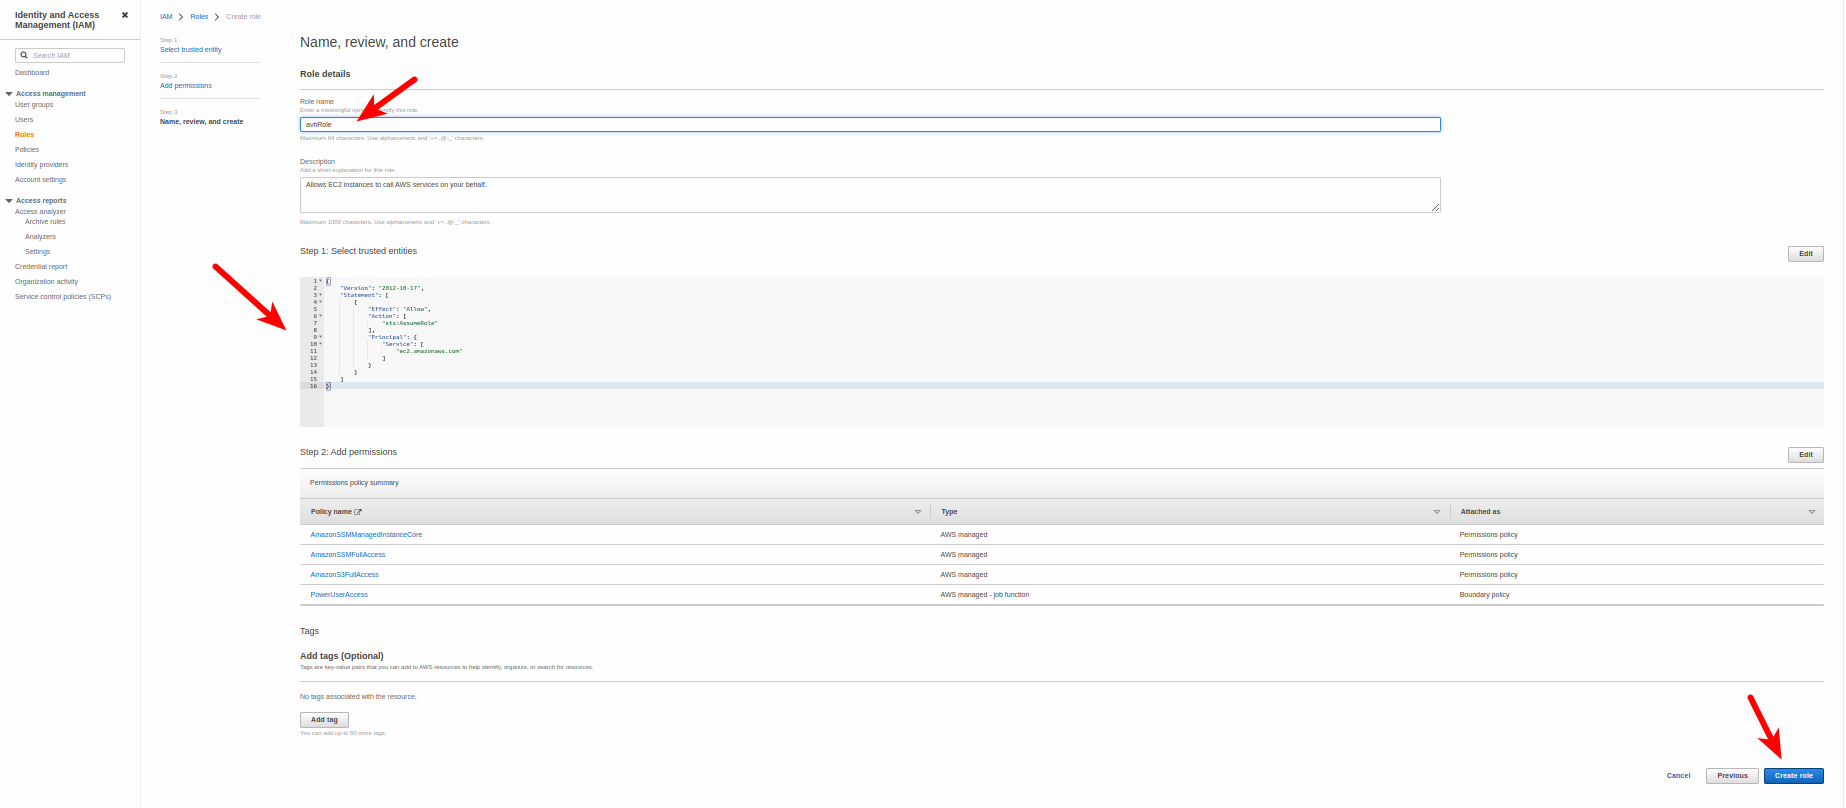 Identity and Access
Management (IAM)
Search IAM
Dashboard
Access management
User groups
Users
Roles
Policies
Identity providers
Account settings
Access reports
Access analyzer
Archive rules
Analyzers
Settings
Credential report
Organization activity
Service control policies (SCPs)
IAM
Roles
Create role
Step 1
Select trusted entity
Step 2
Add permissions
Step 3
Name, review, and create
Name, review, and create
Role details
Role name
Enter a meaningful this role.
avhRole
Maximum 64 characters. Use alphanumeric and '+=,.@-_' characters.
Description
Add a short explanation for this role.
Allows EC2 instances to call AWS services on your behalf.
Maximum 1000 characters. Use alphanumeric and '+=,.@-_' characters.
Step 1: Select trusted entities
Edit
1 {
2 "Version": "2012-10-17",
3 "Statement": [
4 {
5 "Effect": "Allow",
6 "Action": [
7 "sts:AssumeRole"
8 ],
9 "Principal": {
10 "Service": [
11 "ec2.amazonaws.com"
12 ]
13 }
14 }
15 ]
16 }
Step 2: Add permissions
Edit
Permissions policy summary
Policy name Type Attached as
AmazonSSMManagedInstanceCore AWS managed Permissions policy
AmazonSSMFullAccess AWS managed Permissions policy
AmazonS3FullAccess AWS managed Permissions policy
PowerUserAccess AWS managed - job function Boundary policy
Tags
Add tags (Optional)
Tags are key-value pairs that you can add to AWS resources to help identify, organize, or search for resources.
No tags associated with the resource.
Add tag
You can add up to 50 more tags.
Cancel
Previous
Create role